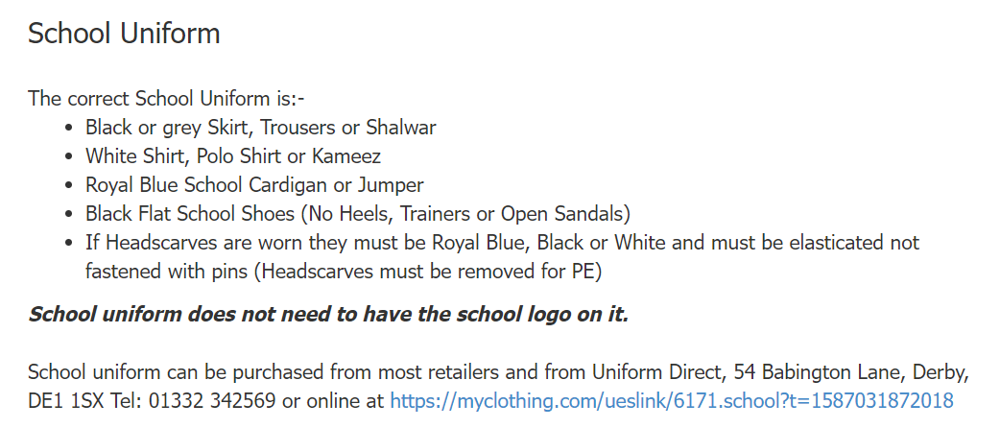 School Uniform
The correct School Uniform is:-
• Black or grey Skirt, Trousers or Shalwar
• White Shirt, Polo Shirt or Kameez
• Royal Blue School Cardigan or Jumper
• Black Flat School Shoes (No Heels, Trainers or Open Sandals)
• If Headscarves are worn they must be Royal Blue, Black or White and must be elasticated not
fastened with pins (Headscarves must be removed for PE)
School uniform does not need to have the school logo on it.
School uniform can be purchased from most retailers and from Uniform Direct, 54 Babington Lane, Derby,
DE1 1SX Tel: 01332 342569 or online at https://myclothing.com/ueslink/6171.school?t=1587031872018